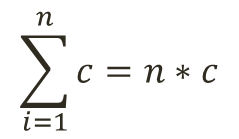 n
∑ c = n * c
i=1